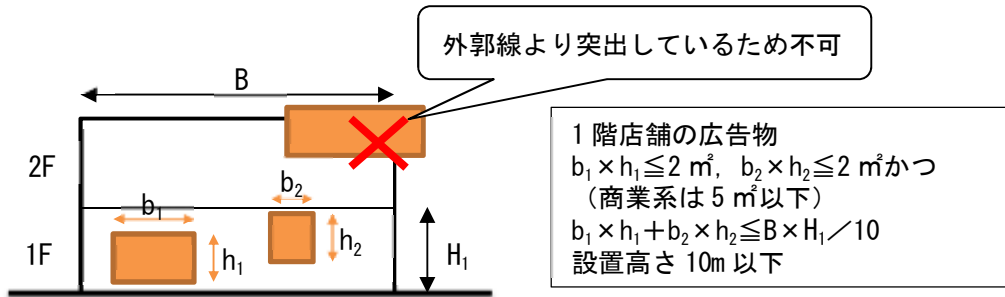 外郭線より突出しているため不可
B
2F
b₂
b₁
1F
h₁
h₂
H₁
1階店舗の広告物
b₁×h₁≦2㎡，b₂×h₂≦2㎡かつ
（商業系は5㎡以下）
b₁×h₁＋b₂×h₂≦B×H₁／10
設置高さ10m以下